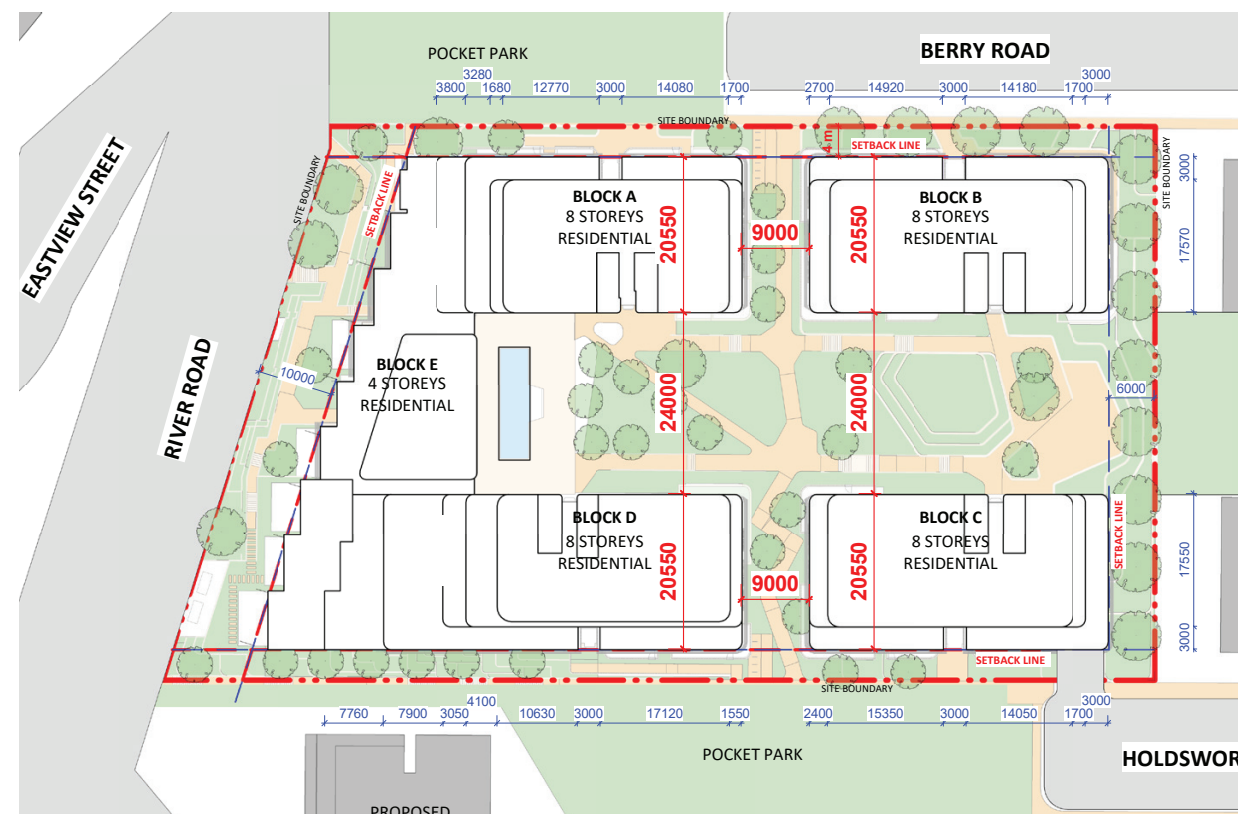 POCKET PARK
BERRY ROAD
3280
3000
3800 1680 12770 3000 14080 1700
2700 14920 3000 14180 1700
SITE BOUNDARY
4 m
SETBACK LINE
EASTVIEW STREET
SITE BOUNDARY
SETBACK LINE
SITE BOUNDARY
3000
BLOCK A
8 STOREYS
RESIDENTIAL
20550
9000
20550
BLOCK B
8 STOREYS
RESIDENTIAL
17570
RIVER ROAD
10000
BLOCK E
4 STOREYS
RESIDENTIAL
24000
24000
6000
BLOCK D
8 STOREYS
RESIDENTIAL
20550
9000
20550
BLOCK C
8 STOREYS
RESIDENTIAL
SETBACK LINE
17550
3000
SETBACK LINE
SITE BOUNDARY
4100
3000
7760 7900 3050 10630 3000 17120 1550
2400 15350 3000 14050 1700
POCKET PARK
HOLDSWOR
PROPOSED